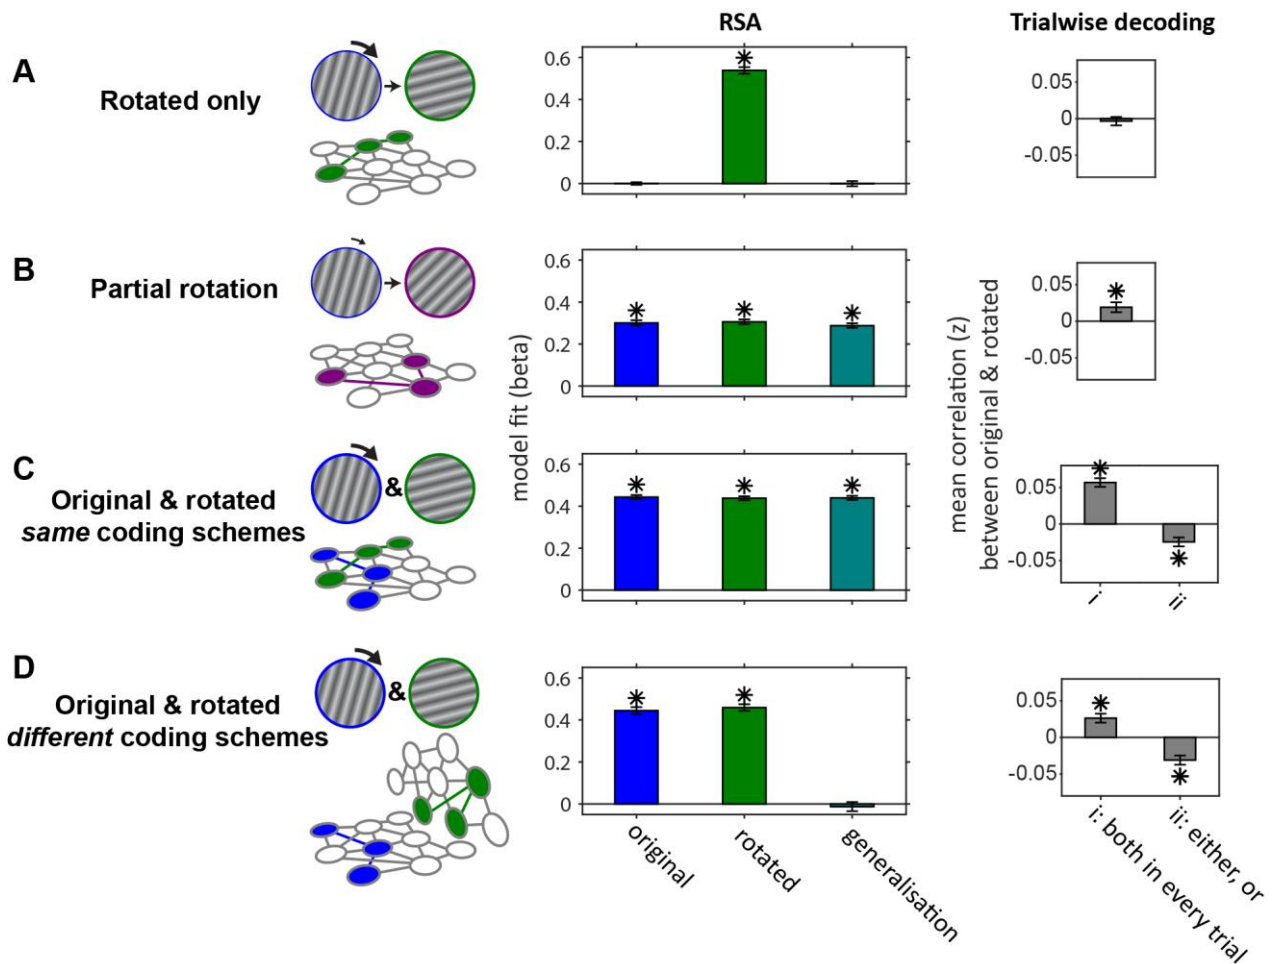 RSA
Trialwise decoding
A
Rotated only
0.6
0.4
0.2
0
0.05
0
-0.05
B
Partial rotation
0.6
0.4
0.2
0
0.05
0
-0.05
model fit (beta)
mean correlation (z)
between original & rotated
C
Original & rotated
same coding schemes
&
0.6
0.4
0.2
0
0.05
0
-0.05
i
ii
D
Original & rotated
different coding schemes
&
0.6
0.4
0.2
0
original
rotated
generalisation
0.05
0
-0.05
i: both in every trial
ii: either, or